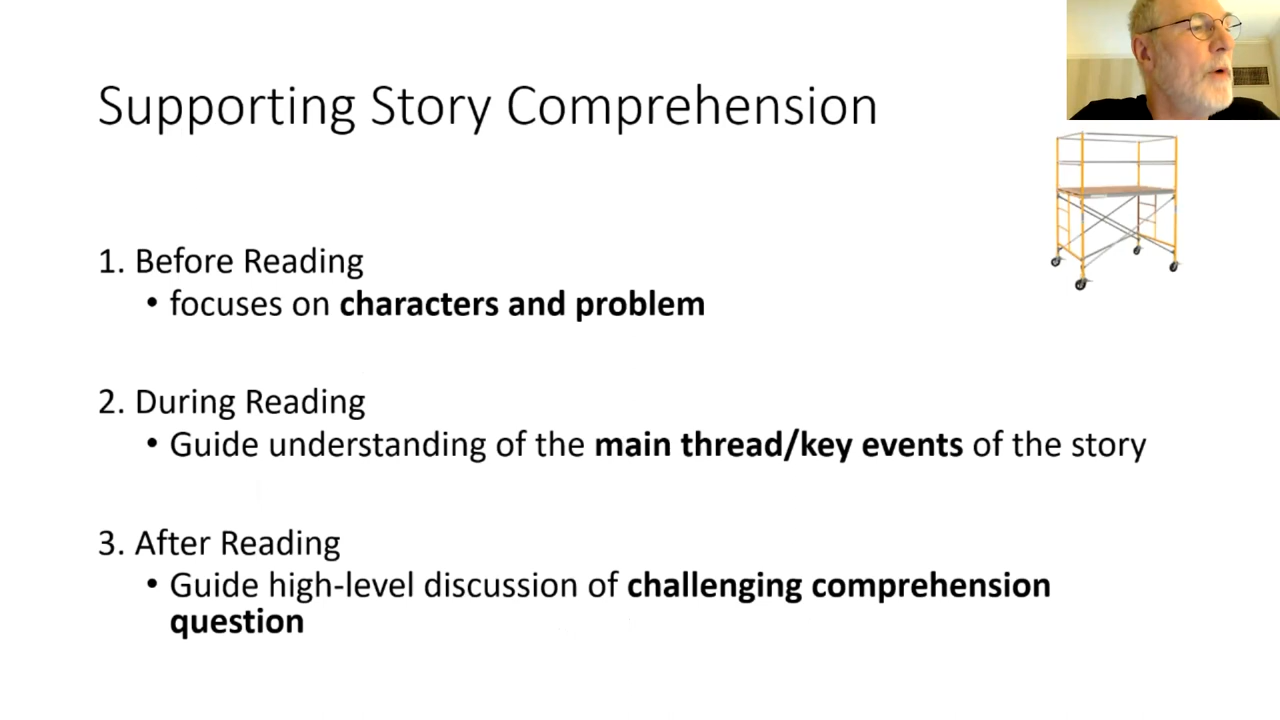 Supporting Story Comprehension
1. Before Reading
• focuses on characters and problem
2. During Reading
• Guide understanding of the main thread/key events of the story
3. After Reading
• Guide high-level discussion of challenging comprehension
question